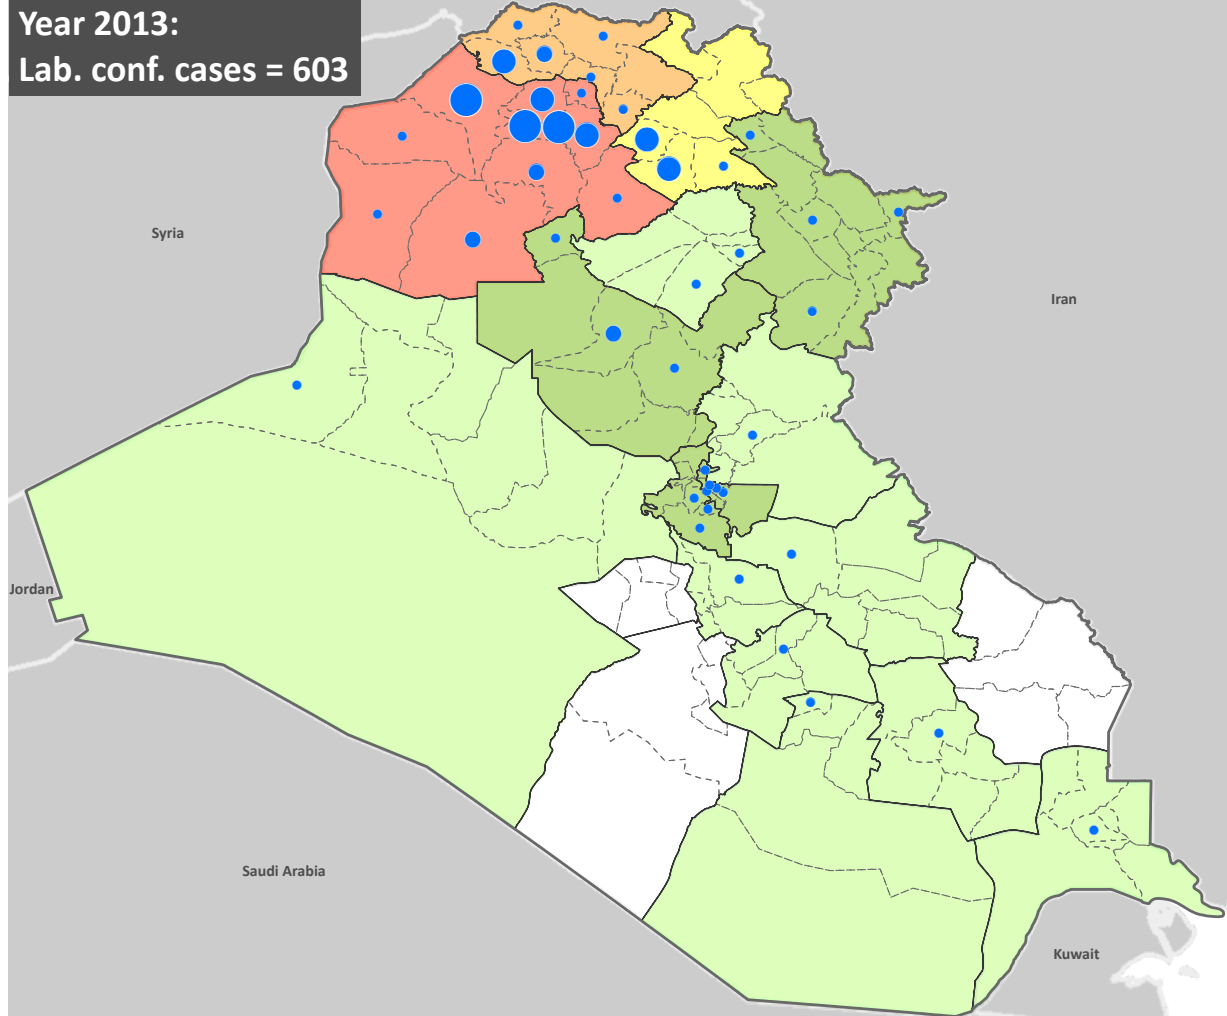 Year 2013:
Lab. conf. cases = 603
Syria
Iran
Jordan
Saudi Arabia
Kuwait